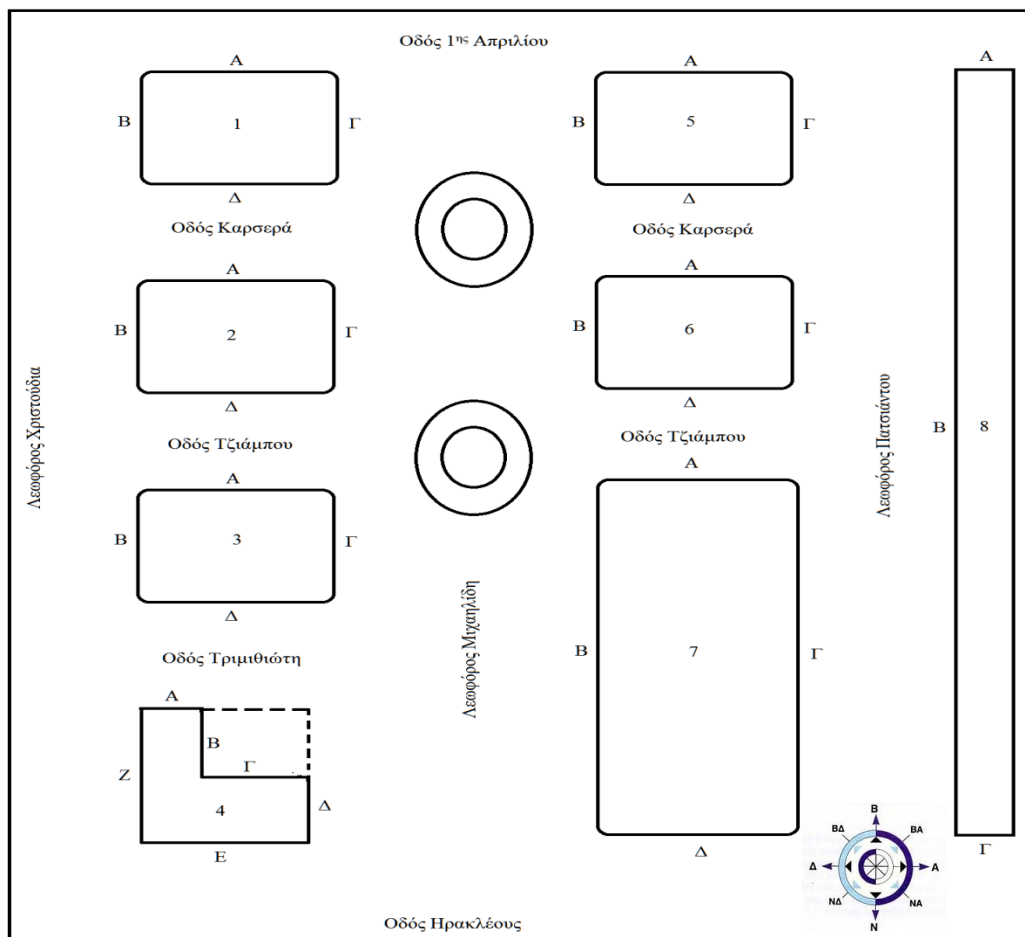 Οδός 1ης Απριλίου
Α Α Α
Β 1 Γ Β 5 Γ
Δ Δ
Οδός Καρσερά Οδός Καρσερά
Α Α
Β 2 Γ Β 6 Γ
Δ Δ
Λεωφόρος Χριστούδια
Λεωφόρος Πατσιάντου
Β 8
Οδός Τζιάμπου Οδός Τζιάμπου
Α Α
Β 3 Γ
Δ
Λεωφόρος Μιχαηλίδη
Οδός Τριμιθιώτη
Β 7 Γ
Α
Β
Γ
Ζ 4 Δ
Ε
Δ
Γ
Β
ΒΔ ΒΑ
Δ Α
ΝΔ ΝΑ
Ν
Οδός Ηρακλέους